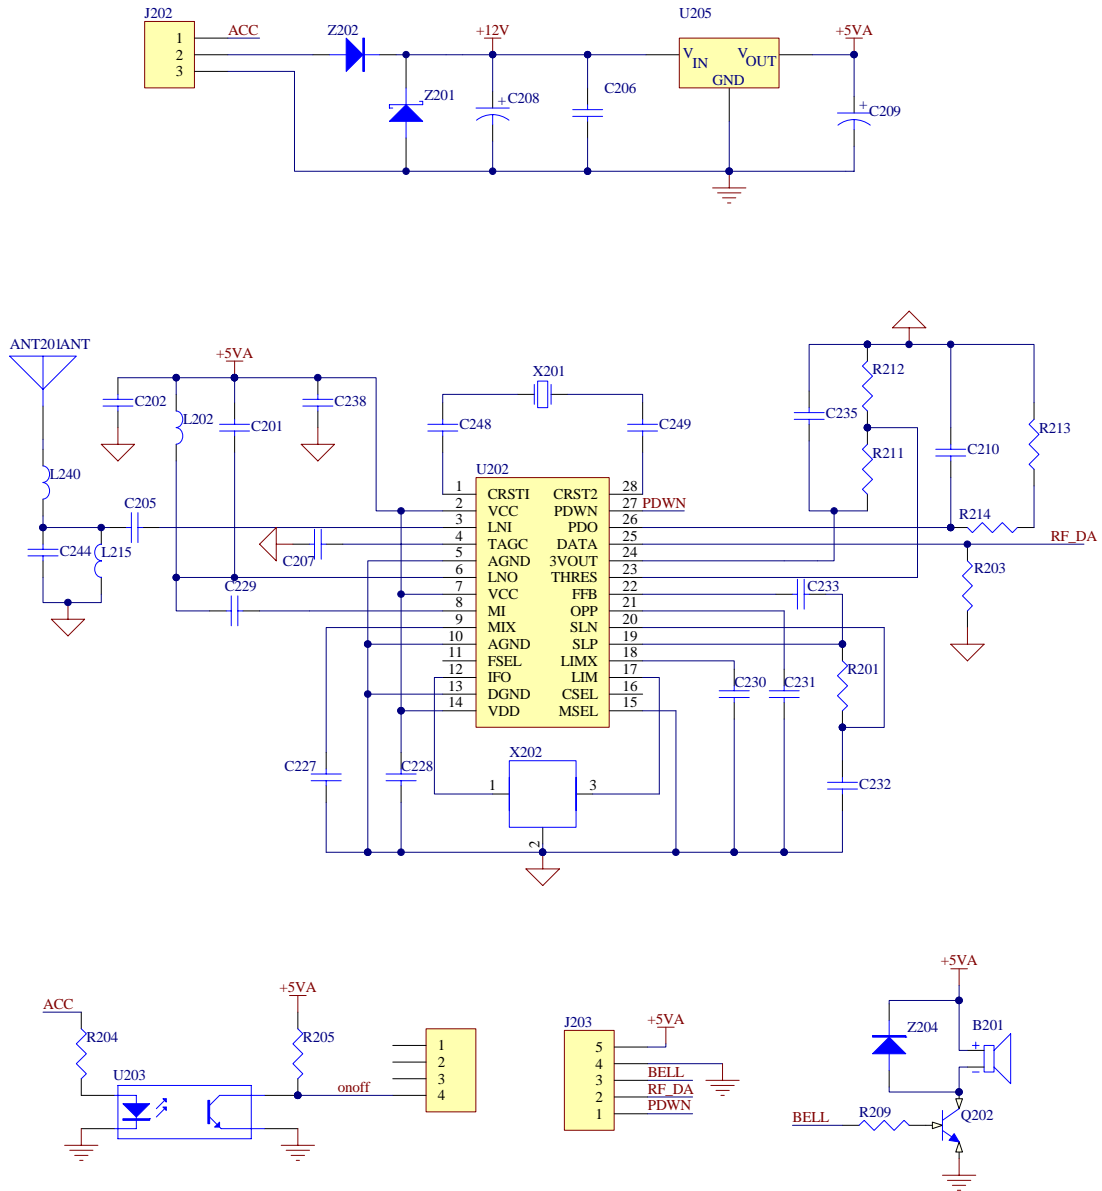 J202
1
2
3
ACC
Z202
Z201
+12V
+
C208
C206
U205
VIN
VOUT
GND
+5VA
+
C209
ANT201ANT
L240
C244
L215
C205
+5VA
C202
L202
C201
C238
C207
C229
X201
C248
C249
U202
1 CRSTI CRST2 28
2 VCC PDWN 27 PDWN
3 LNI PDO 26
4 TAGC DATA 25
5 AGND 3VOUT 24
6 LNO THRES 23
7 VCC FFB 22
8 MI OPP 21
9 MIX SLN 20
10 AGND SLP 19
11 FSEL LIMX 18
12 IFO LIM 17
13 DGND CSEL 16
14 VDD MSEL 15
R212
C235
R211
C210
R213
R214
RF_DA
R203
C233
R201
C230
C231
C232
C227
C228
X202
1
3
2
ACC
R204
U203
+5VA
R205
onoff
1
2
3
4
J203
+5VA
5
4
3 BELL
2 RF_DA
1 PDWN
+5VA
Z204
B201
+
−
BELL
R209
Q202